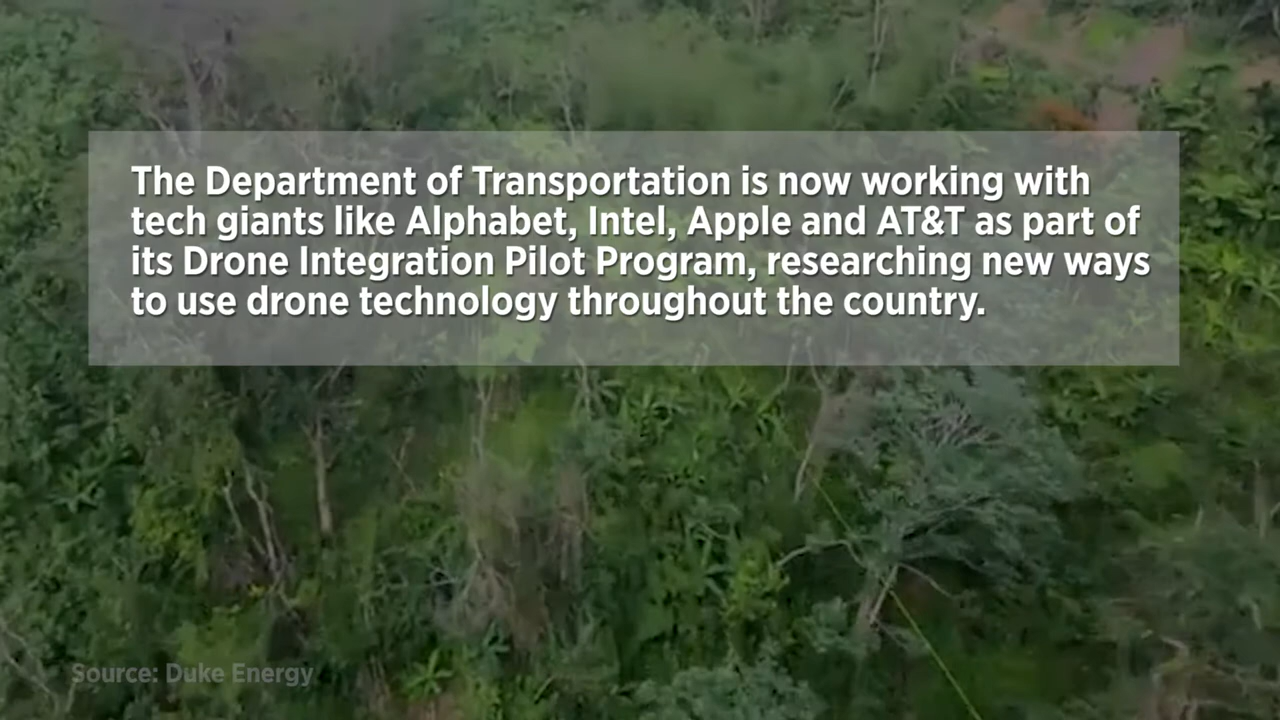 The Department of Transportation is now working with
tech giants like Alphabet, Intel, Apple and AT&T as part of
its Drone Integration Pilot Program, researching new ways
to use drone technology throughout the country.
Source: Duke Energy